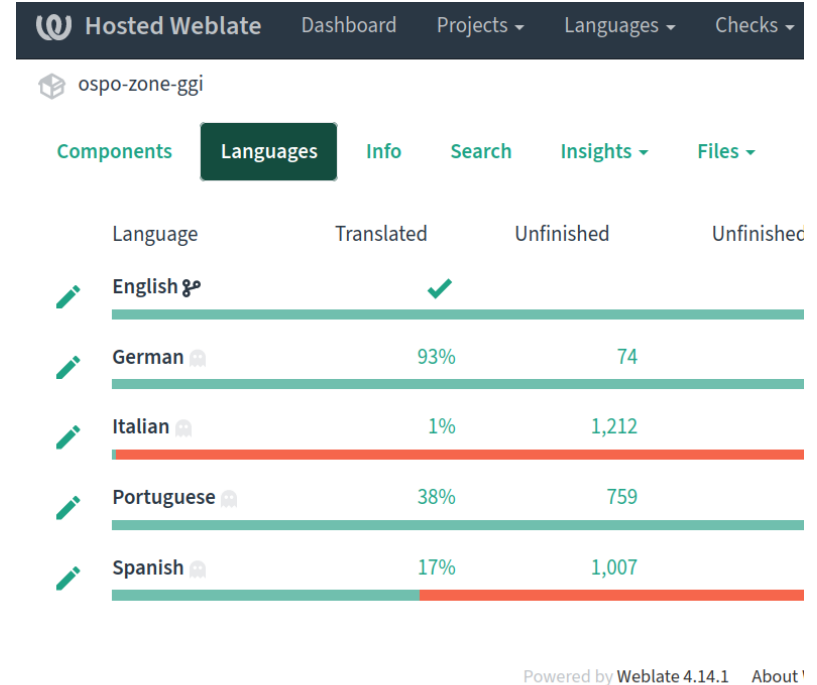 Hosted Weblate Dashboard Projects Languages Checks
ospo-zone-ggi
Components Languages Info Search Insights Files
Language Translated Unfinished Unfinished
English
German 93% 74
Italian 1% 1,212
Portuguese 38% 759
Spanish 17% 1,007
Powered by Weblate 4.14.1 About